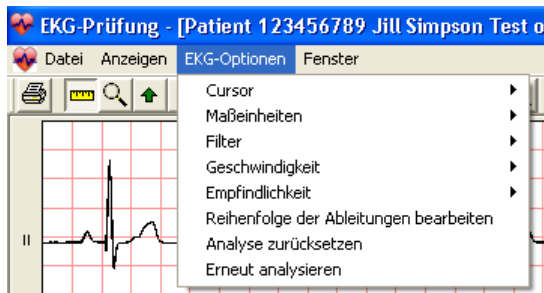 EKG-Prüfung - [Patient 123456789 Jill Simpson Test o
Datei Anzeigen EKG-Optionen Fenster
Cursor
Maßeinheiten
Filter
Geschwindigkeit
Empfindlichkeit
Reihenfolge der Ableitungen bearbeiten
II
Analyse zurücksetzen
Erneut analysieren